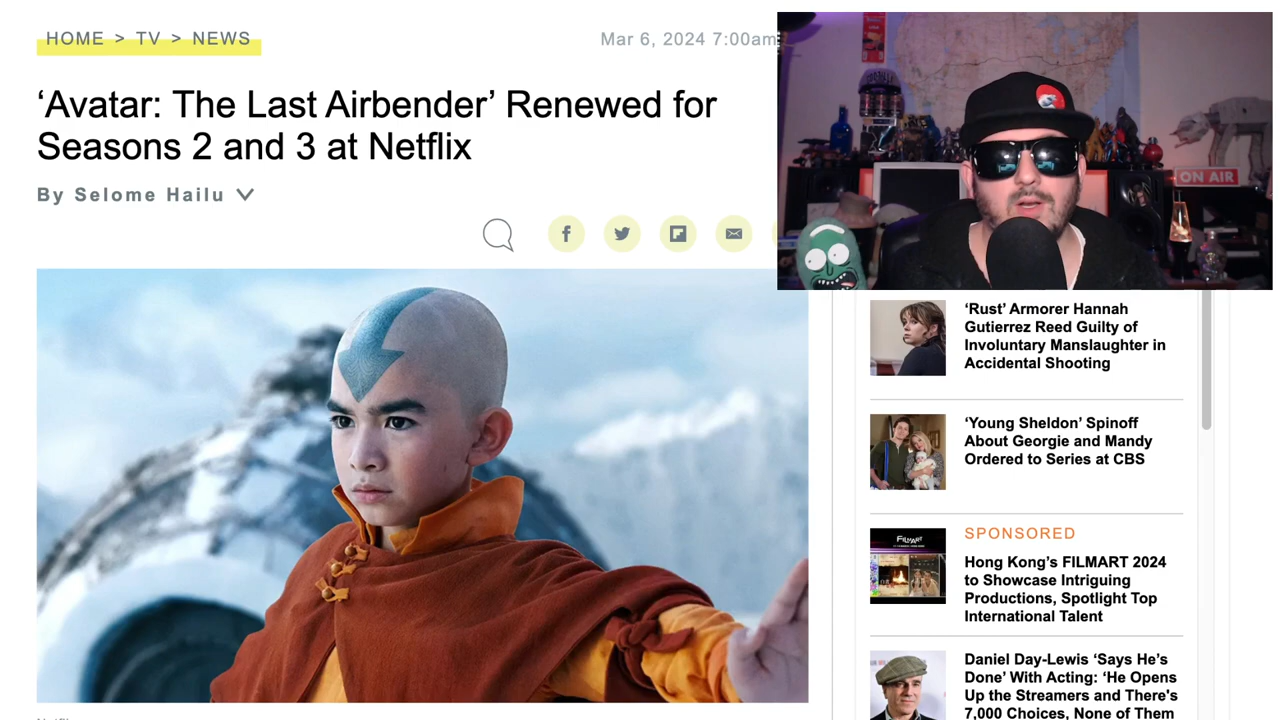 HOME > TV > NEWS
Mar 6, 2024 7:00am
‘Avatar: The Last Airbender’ Renewed for
Seasons 2 and 3 at Netflix
By Selome Hailu
ON AIR
‘Rust’ Armorer Hannah
Gutierrez Reed Guilty of
Involuntary Manslaughter in
Accidental Shooting
‘Young Sheldon’ Spinoff
About Georgie and Mandy
Ordered to Series at CBS
SPONSORED
FILMART
Hong Kong’s FILMART 2024
to Showcase Intriguing
Productions, Spotlight Top
International Talent
Daniel Day-Lewis ‘Says He’s
Done’ With Acting: ‘He Opens
Up the Streamers and There's
7,000 Choices, None of Them